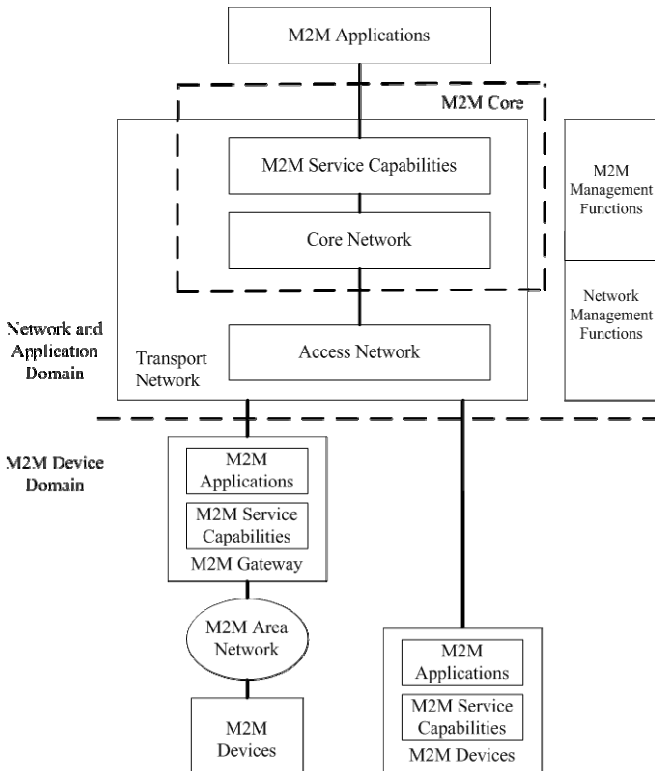 M2M Applications
M2M Core
M2M Service Capabilities
Core Network
M2M
Management
Functions
Network
Management
Functions
Network and
Application
Domain
Transport
Network
Access Network
M2M Device
Domain
M2M
Applications
M2M Service
Capabilities
M2M Gateway
M2M Area
Network
M2M
Devices
M2M
Applications
M2M Service
Capabilities
M2M Devices